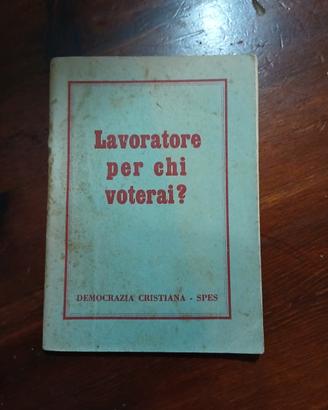 Lavoratore
per chi
voterai?
DEMOCRAZIA CRISTIANA - SPES